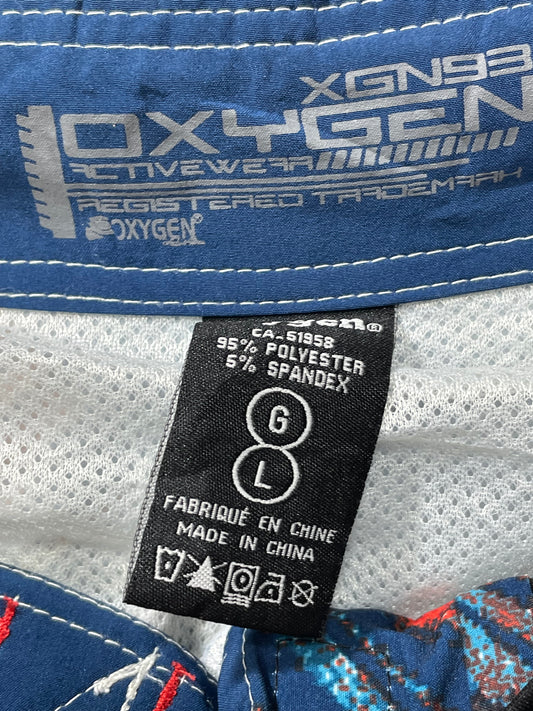 XGN93
OXYGEN
ACTIVEWEAR
REGISTERED TRADEMARK
OXYGEN®
CA-51958
95% POLYESTER
5% SPANDEX
G
L
FABRIQUÉ EN CHINE
MADE IN CHINA